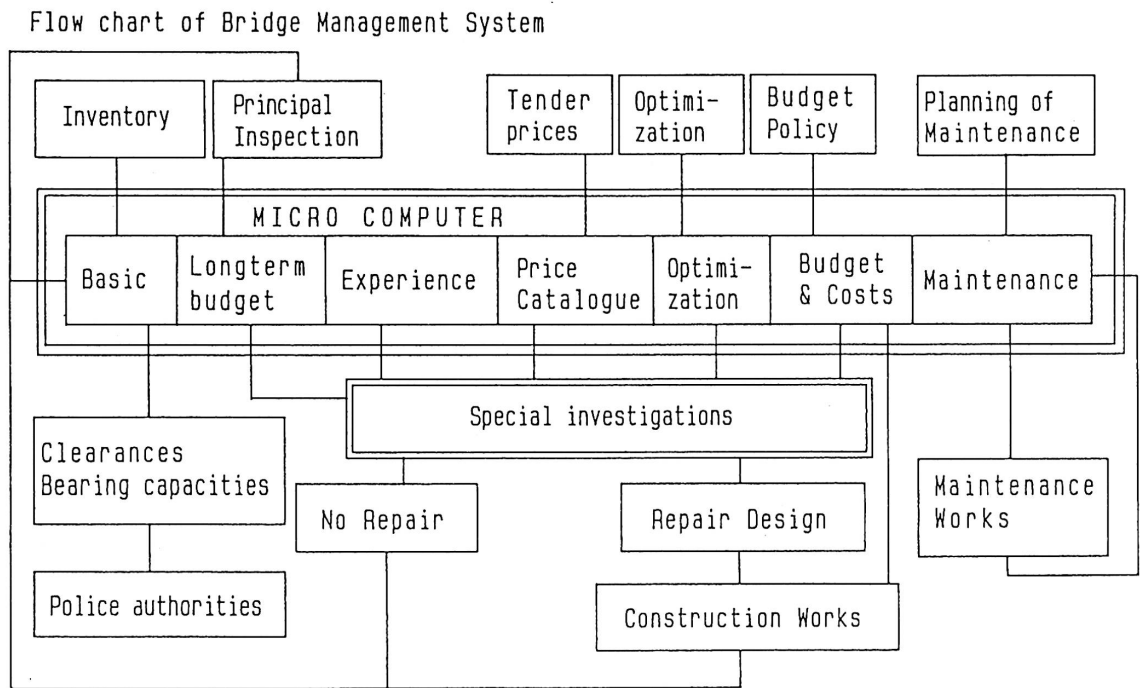 Flow chart of Bridge Management System
Inventory
Principal
Inspection
Tender
prices
Optimi-
zation
Budget
Policy
Planning of
Maintenance
MICRO COMPUTER
Basic
Longterm
budget
Experience
Price
Catalogue
Optimi-
zation
Budget
& Costs
Maintenance
Special investigations
Clearances
Bearing capacities
No Repair
Repair Design
Maintenance
Works
Police authorities
Construction Works